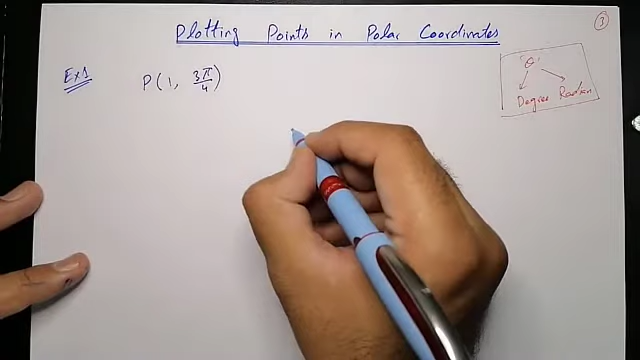 Plotting Points in Polar Coordinates
3
Ex1 P(1, 3π/4)
"θ"
Degree Radian